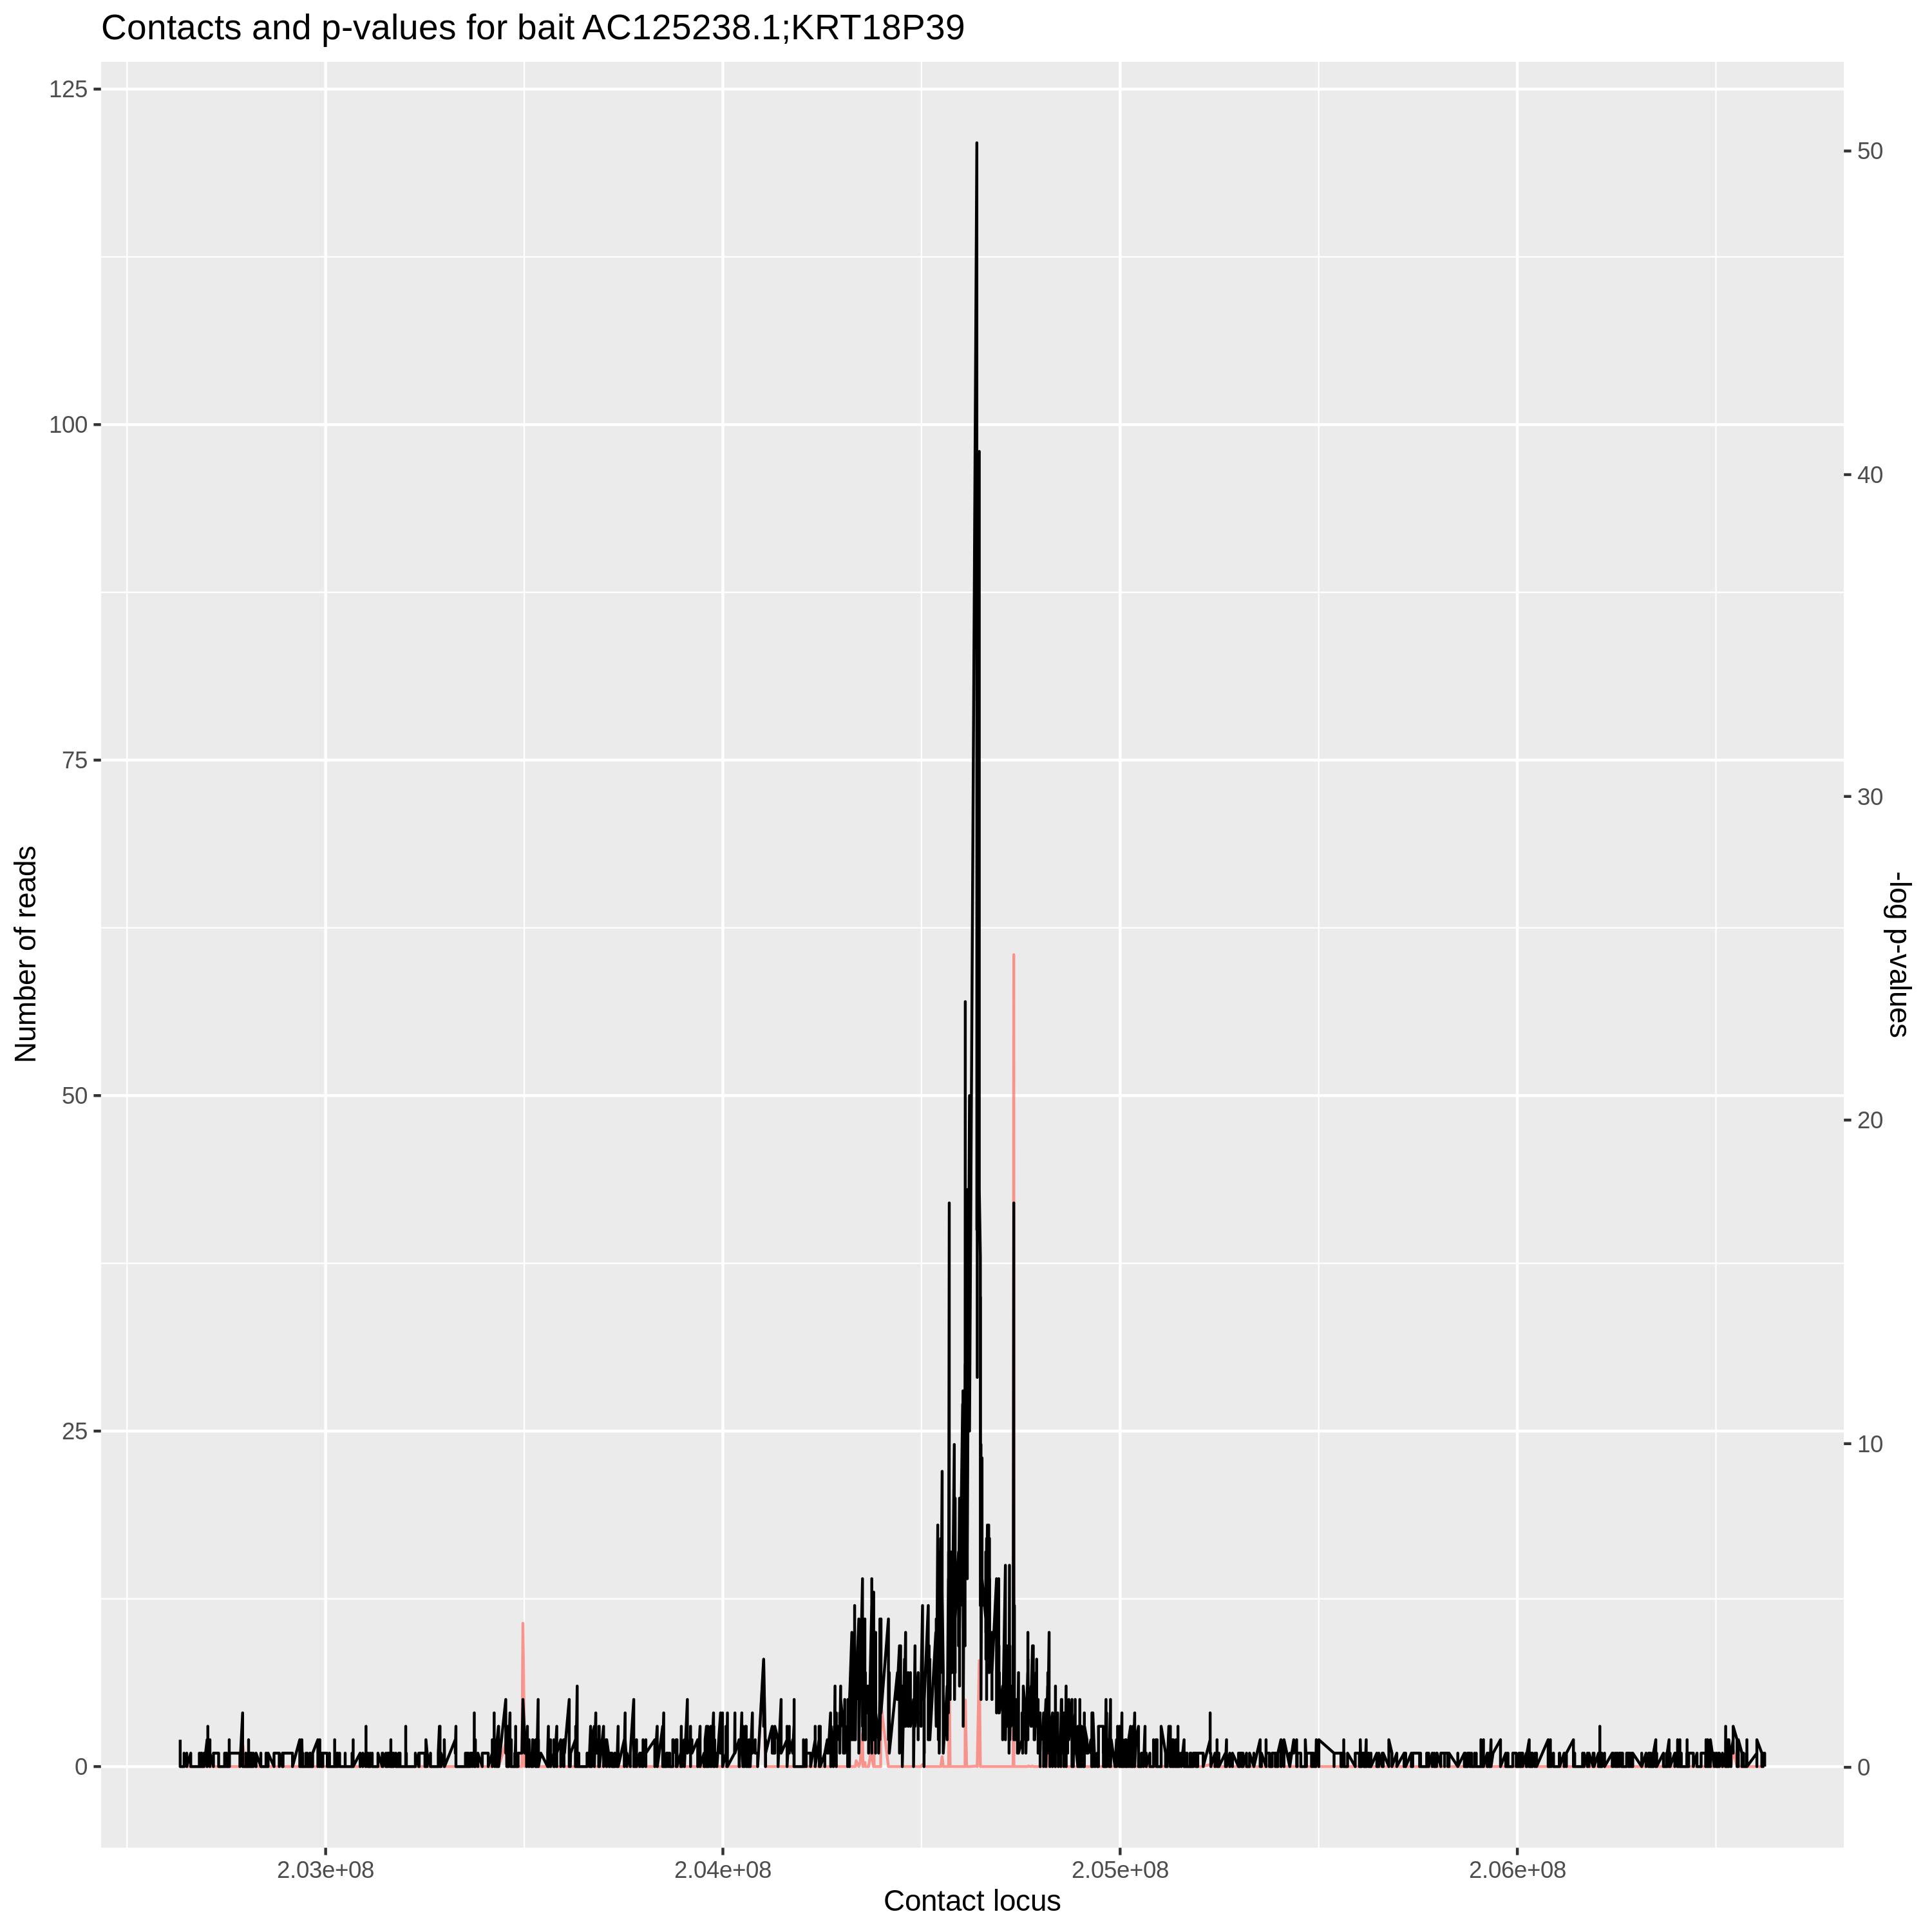 Contacts and p-values for bait AC125238.1;KRT18P39
125
100
75
50
25
0
Number of reads
50
40
30
20
10
0
-log p-values
2.03e+08
2.04e+08
2.05e+08
2.06e+08
Contact locus